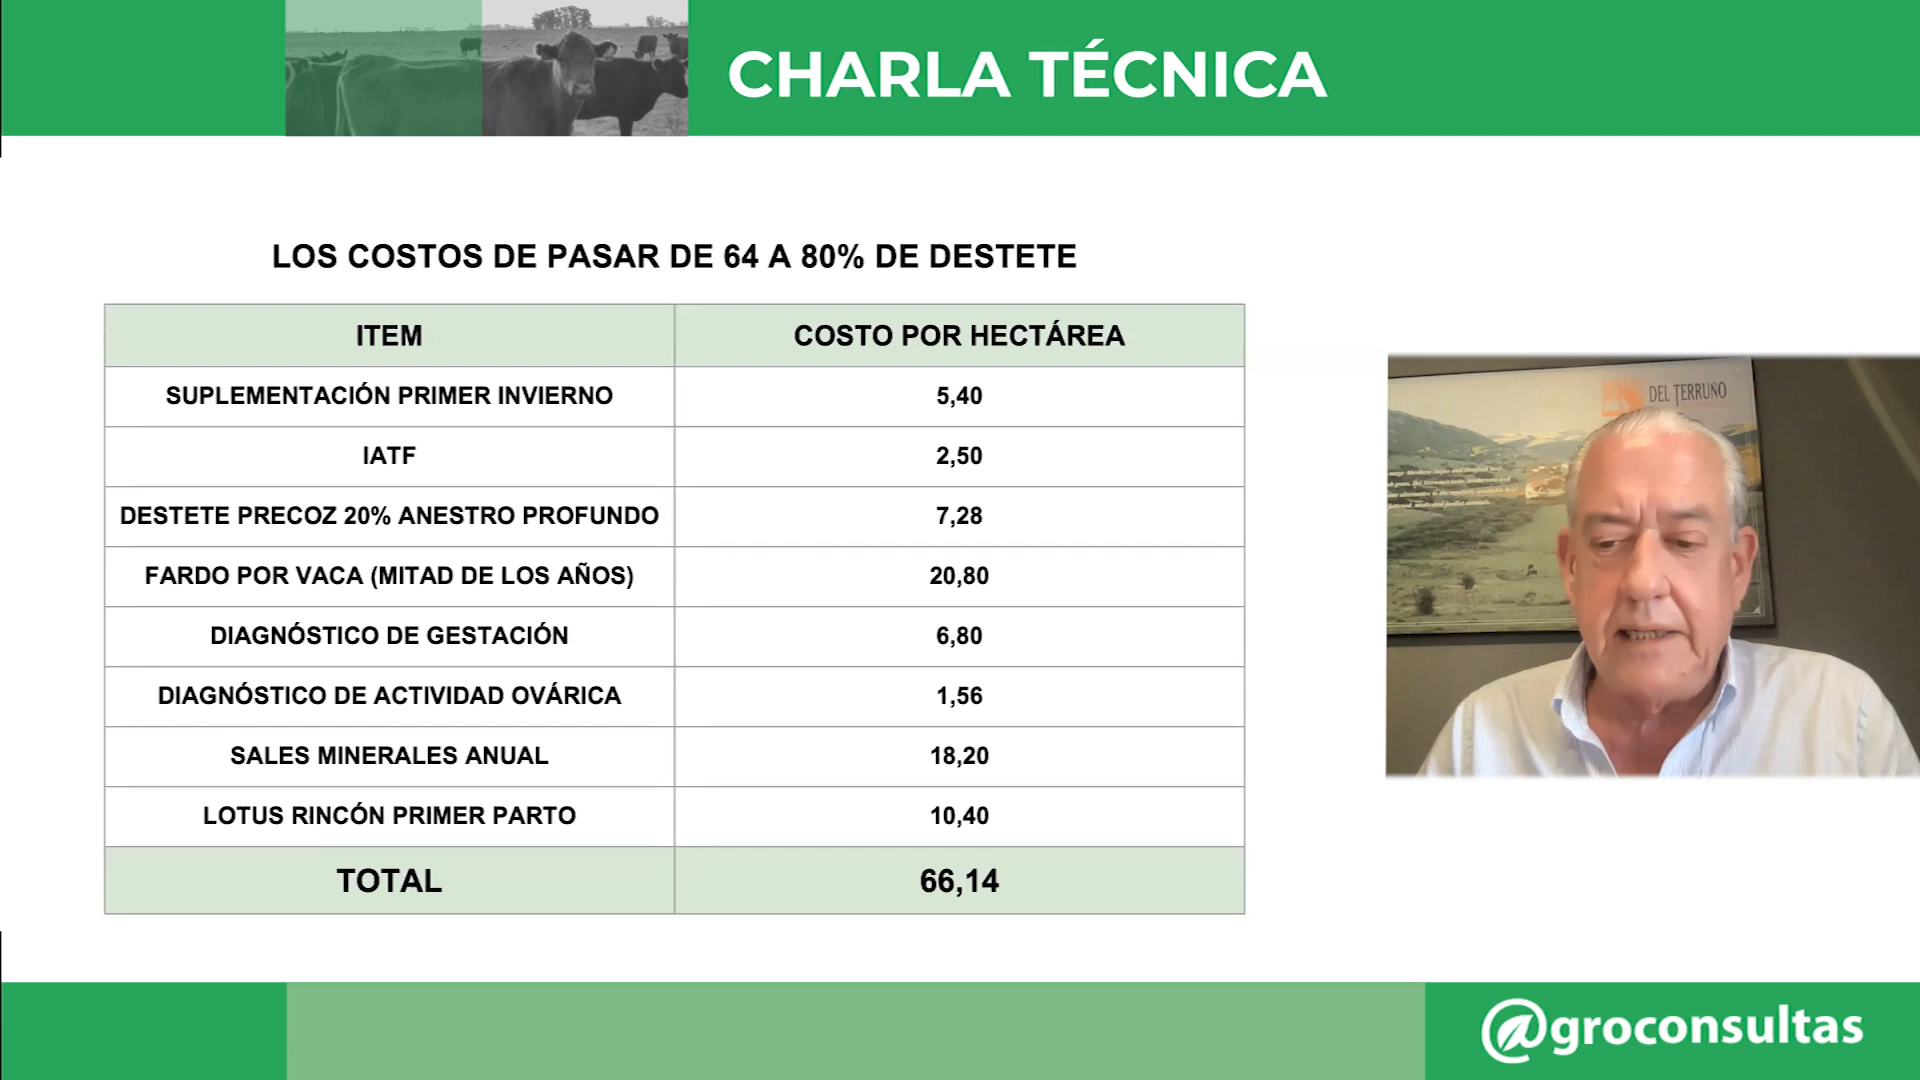 CHARLA TÉCNICA
LOS COSTOS DE PASAR DE 64 A 80% DE DESTETE
ITEM COSTO POR HECTÁREA
SUPLEMENTACIÓN PRIMER INVIERNO 5,40
IATF 2,50
DESTETE PRECOZ 20% ANESTRO PROFUNDO 7,28
FARDO POR VACA (MITAD DE LOS AÑOS) 20,80
DIAGNÓSTICO DE GESTACIÓN 6,80
DIAGNÓSTICO DE ACTIVIDAD OVÁRICA 1,56
SALES MINERALES ANUAL 18,20
LOTUS RINCÓN PRIMER PARTO 10,40
TOTAL 66,14
DEL TERRUÑO
@groconsultas